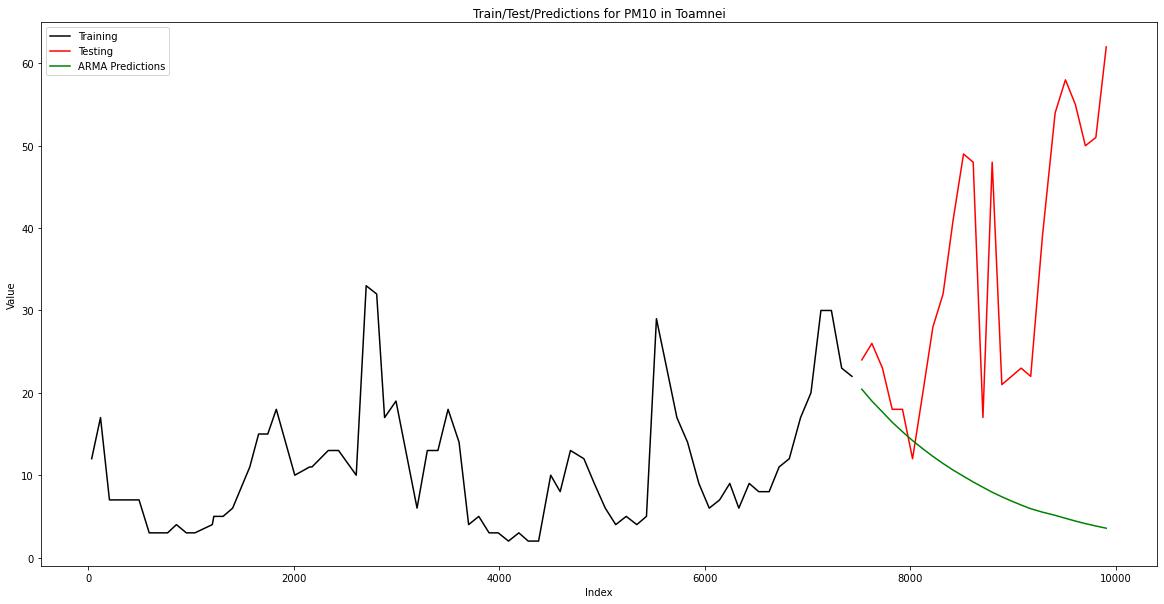 Train/Test/Predictions for PM10 in Toamnei
Training
Testing
ARMA Predictions
60
50
40
30
20
10
0
Value
0 2000 4000 6000 8000 10000
Index